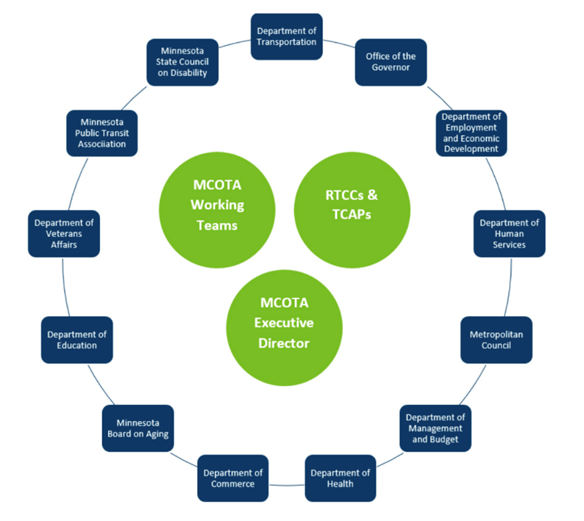 Department of
Transportation
Office of the
Governor
Department of
Employment
and Economic
Development
Department of
Human
Services
Metropolitan
Council
Department of
Management
and Budget
Department of
Health
Department of
Commerce
Minnesota
Board on Aging
Department of
Education
Department of
Veterans
Affairs
Minnesota
Public Transit
Associiation
Minnesota
State Council
on Disability
MCOTA
Working
Teams
RTCCs &
TCAPs
MCOTA
Executive
Director